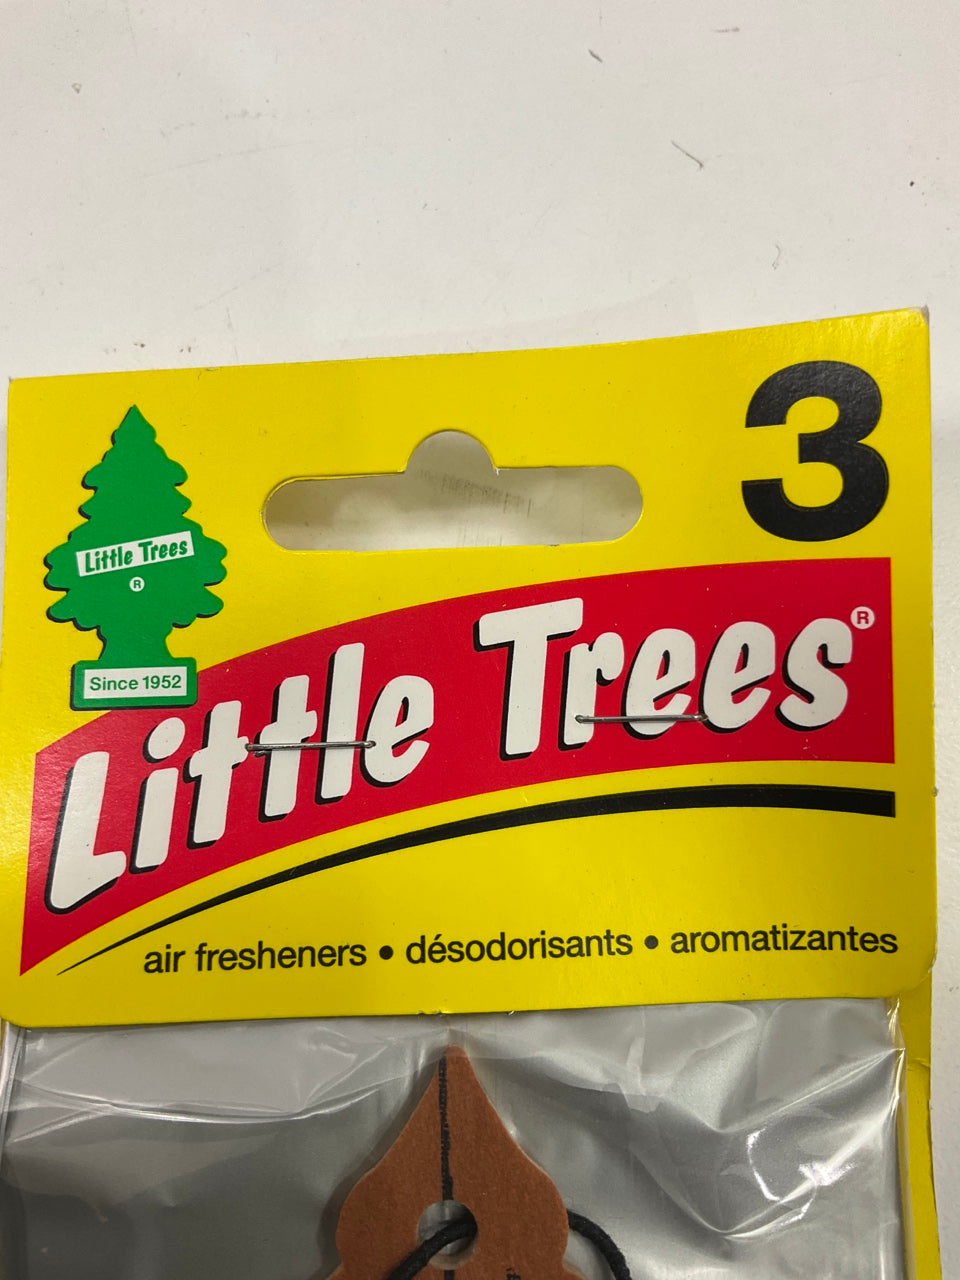 3
Little Trees
®
Since 1952
Little Trees®
air fresheners • désodorisants • aromatizantes